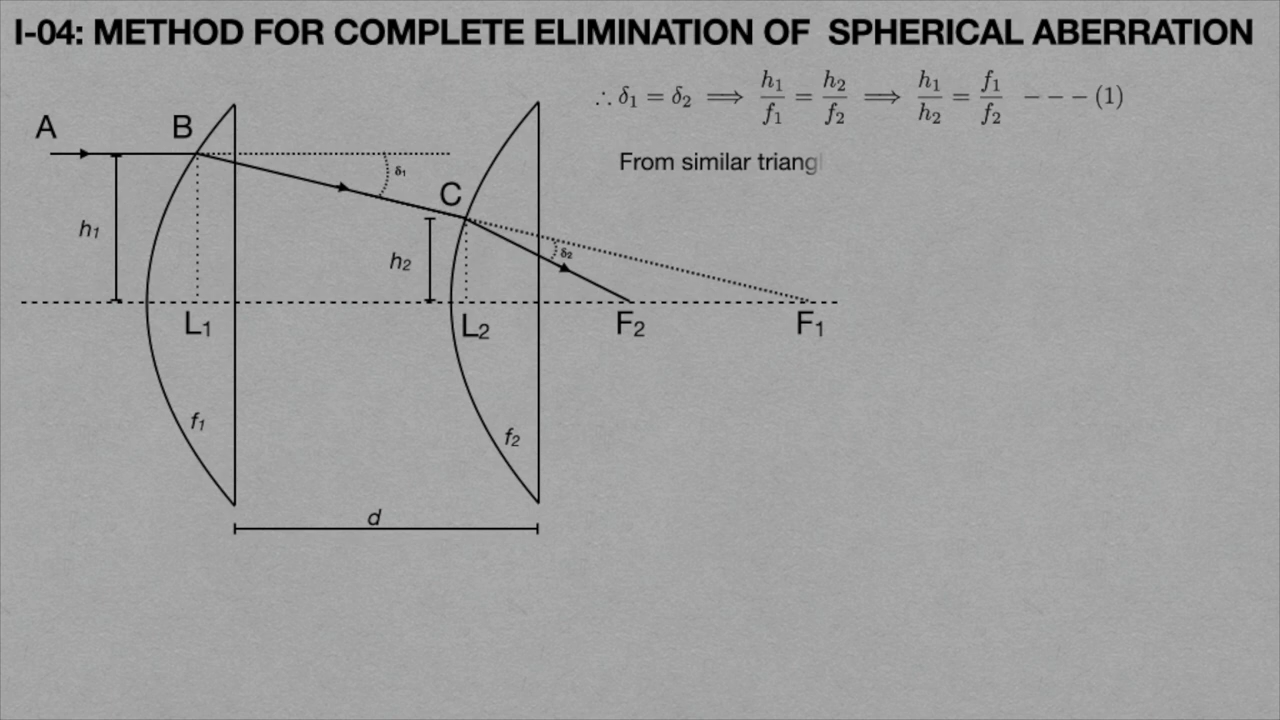 I-04: METHOD FOR COMPLETE ELIMINATION OF SPHERICAL ABERRATION
∴ δ₁ = δ₂ ⟹ h₁/f₁ = h₂/f₂ ⟹ h₁/h₂ = f₁/f₂ - - - (1)
From similar triang
A
B
δ₁
C
h₁
h₂
δ₂
L₁
L₂
F₂
F₁
f₁
f₂
d